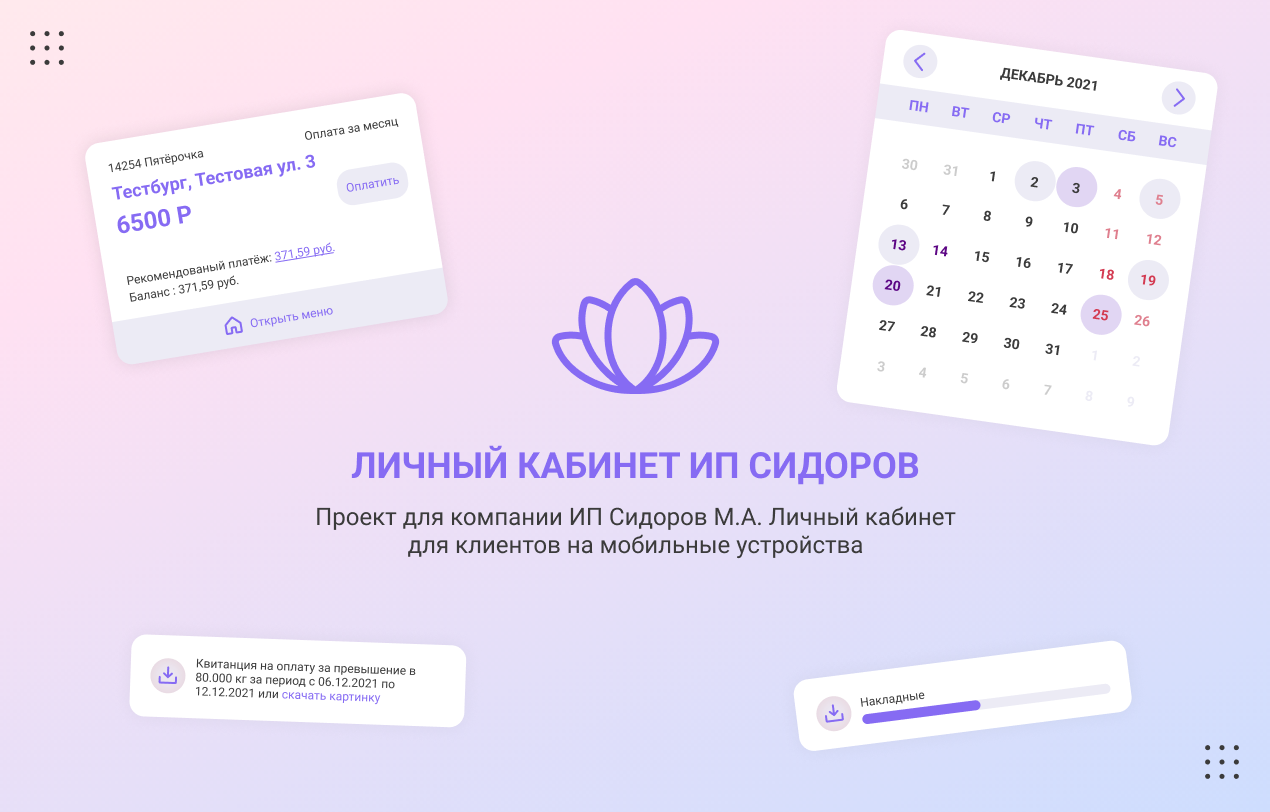 14254 Пятёрочка
Оплата за месяц
Тестбург, Тестовая ул. 3
6500 Р
Оплатить
Рекомендованый платёж: 371,59 руб.
Баланс : 371,59 руб.
Открыть меню
ДЕКАБРЬ 2021
ПН ВТ СР ЧТ ПТ СБ ВС
30 31 1 2 3 4 5
6 7 8 9 10 11 12
13 14 15 16 17 18 19
20 21 22 23 24 25 26
27 28 29 30 31 1 2
3 4 5 6 7 8 9
ЛИЧНЫЙ КАБИНЕТ ИП СИДОРОВ
Проект для компании ИП Сидоров М.А. Личный кабинет
для клиентов на мобильные устройства
Квитанция на оплату за превышение в
80.000 кг за период с 06.12.2021 по
12.12.2021 или скачать картинку
Накладные